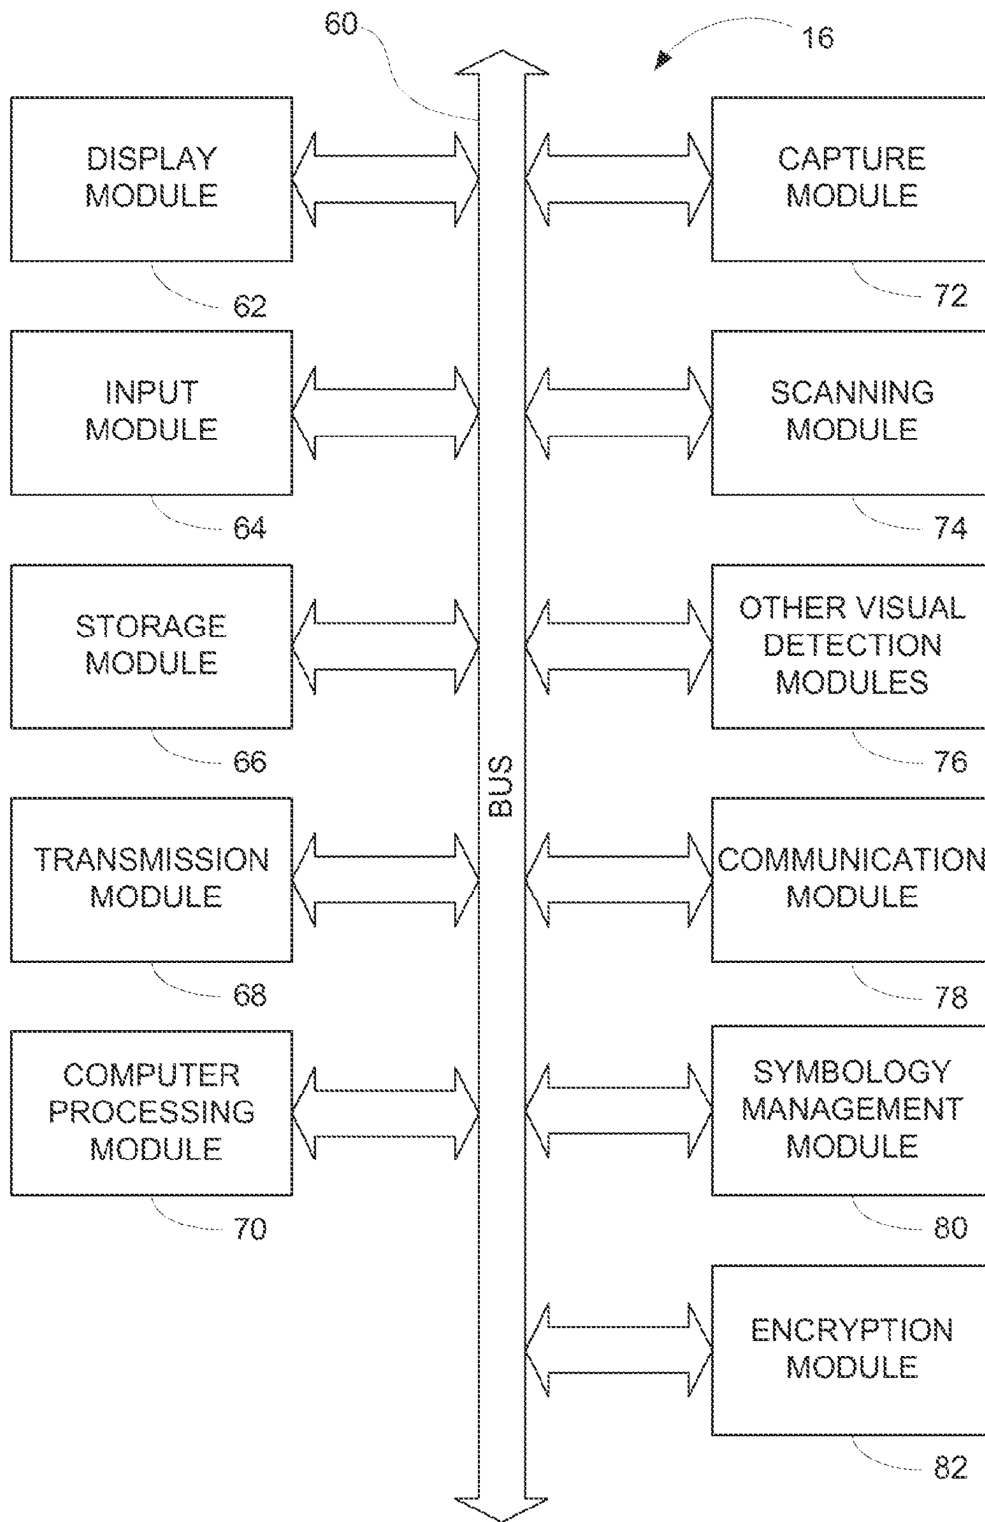 60
16
DISPLAY
MODULE
62
CAPTURE
MODULE
72
INPUT
MODULE
64
SCANNING
MODULE
74
STORAGE
MODULE
66
OTHER VISUAL
DETECTION
MODULES
76
BUS
TRANSMISSION
MODULE
68
COMMUNICATION
MODULE
78
COMPUTER
PROCESSING
MODULE
70
SYMBOLOGY
MANAGEMENT
MODULE
80
ENCRYPTION
MODULE
82